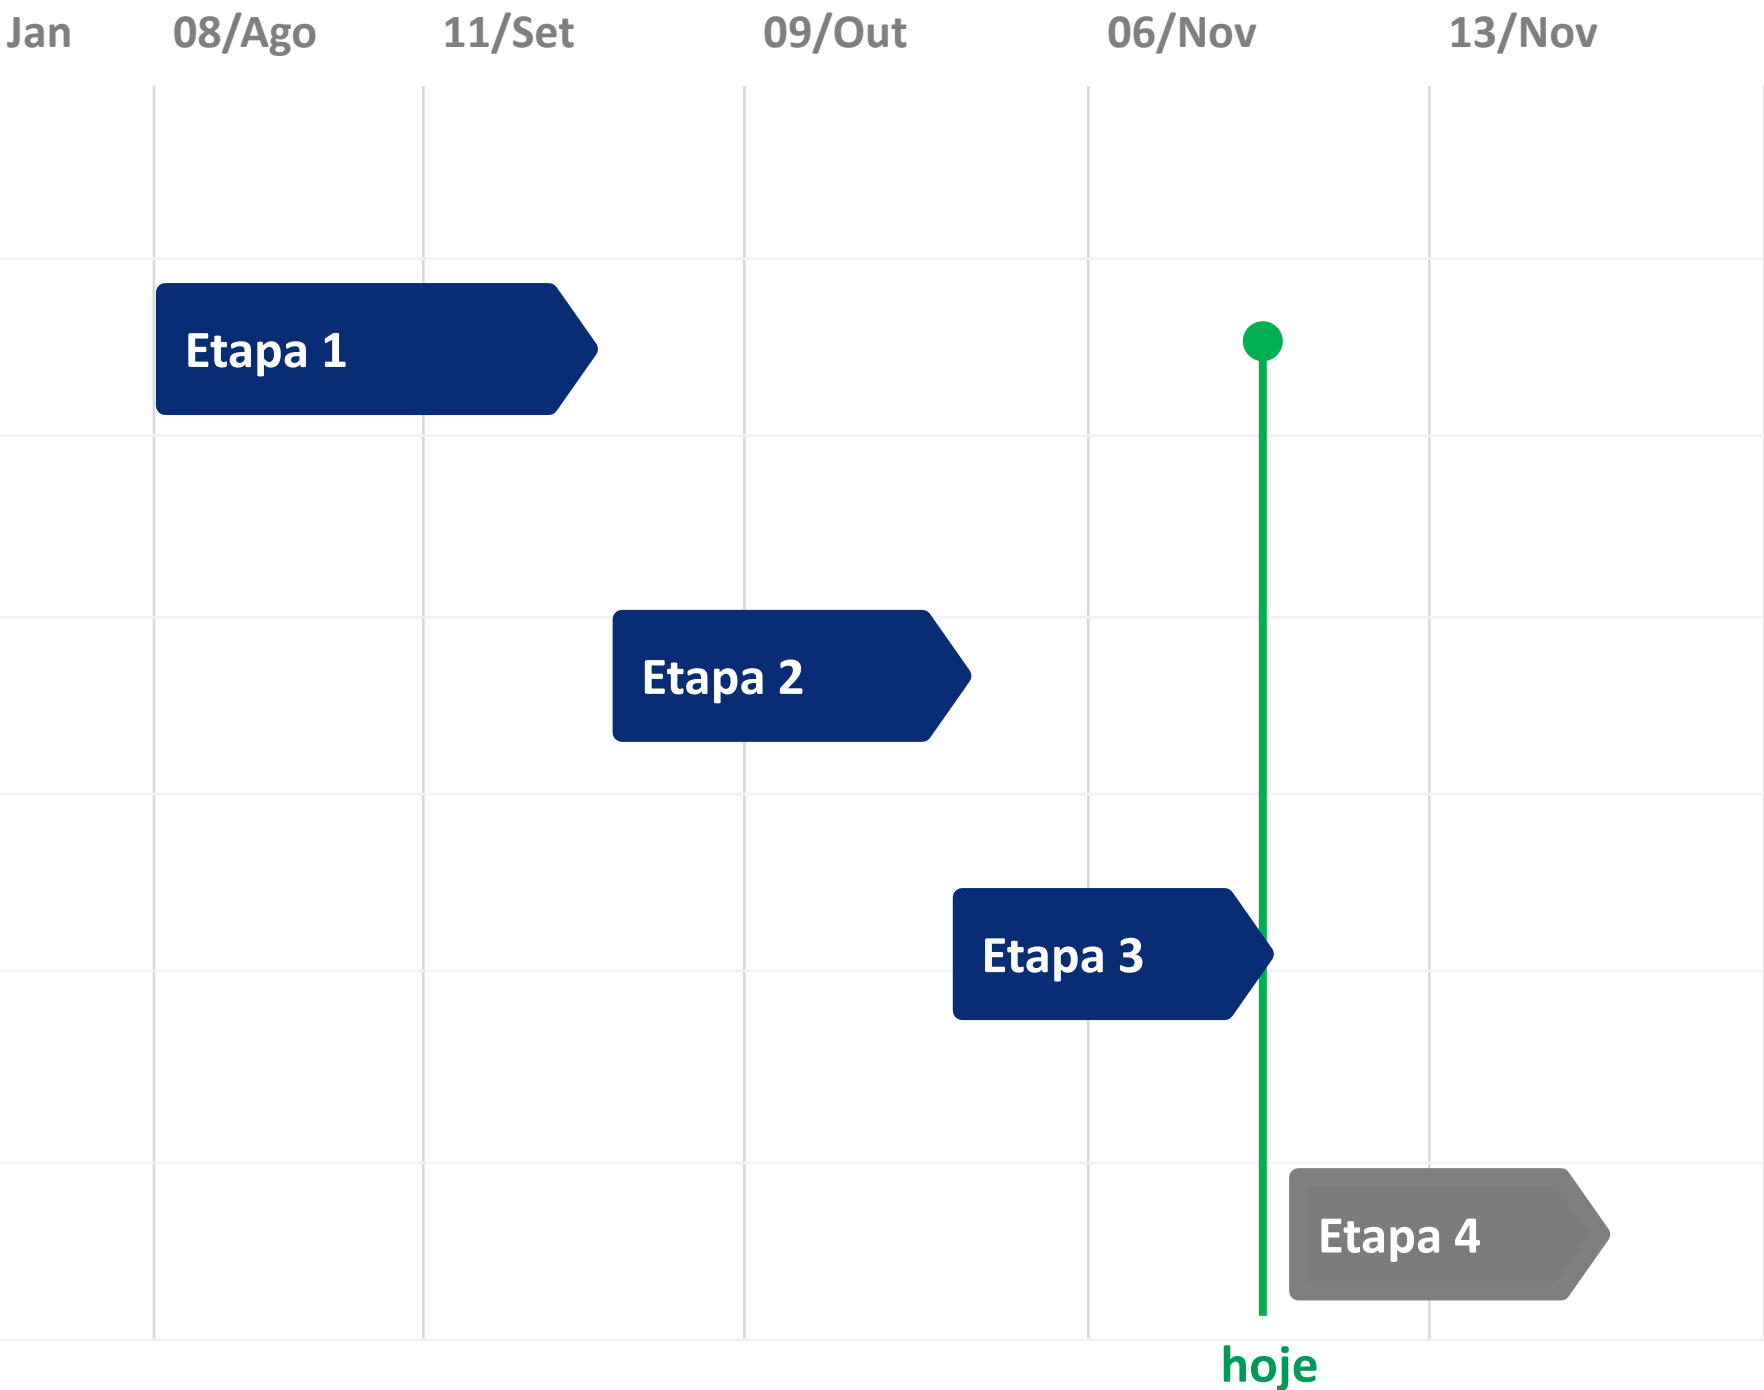 Jan 08/Ago 11/Set 09/Out 06/Nov 13/Nov
Etapa 1
Etapa 2
Etapa 3
Etapa 4
hoje